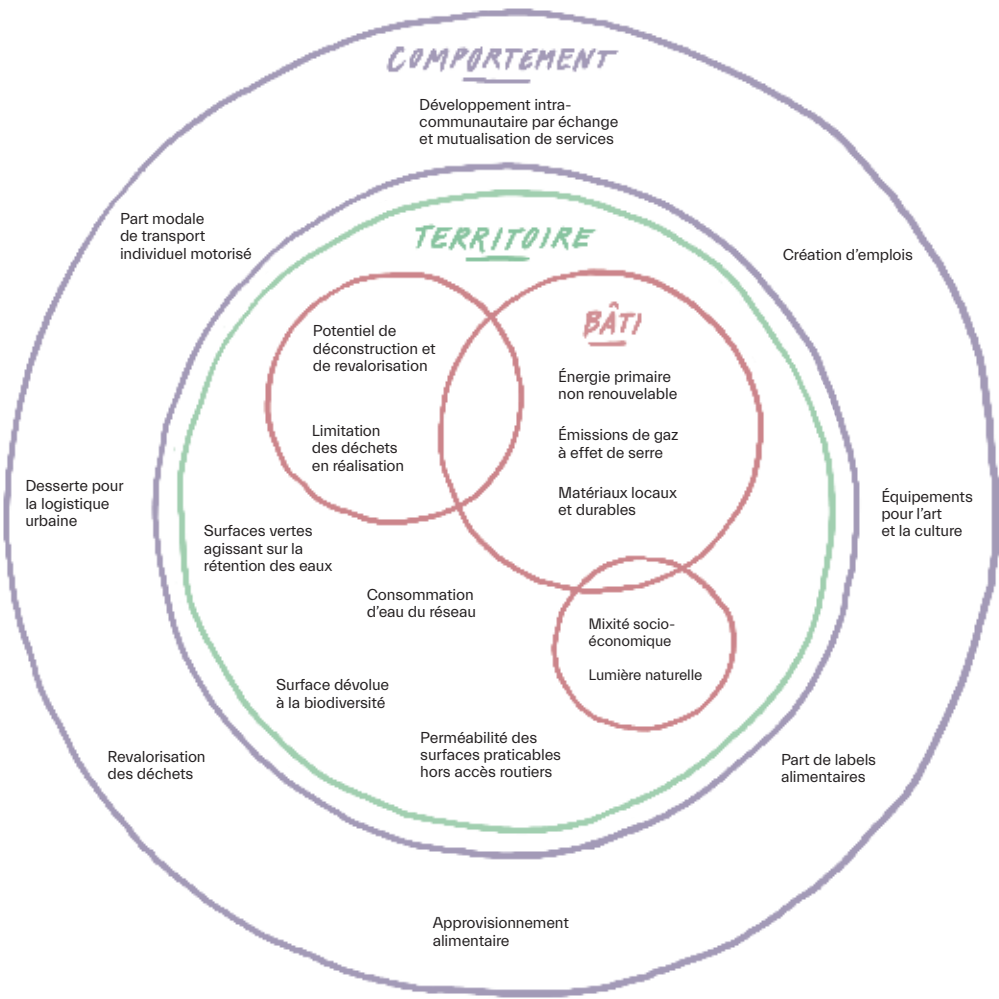 COMPORTEMENT
Développement intra-
communautaire par échange
et mutualisation de services
Part modale
de transport
individuel motorisé
Création d'emplois
TERRITOIRE
BÂTI
Potentiel de
déconstruction et
de revalorisation
Énergie primaire
non renouvelable
Limitation
des déchets
en réalisation
Émissions de gaz
à effet de serre
Matériaux locaux
et durables
Desserte pour
la logistique
urbaine
Équipements
pour l'art
et la culture
Surfaces vertes
agissant sur la
rétention des eaux
Consommation
d'eau du réseau
Mixité socio-
économique
Lumière naturelle
Surface dévolue
à la biodiversité
Perméabilité des
surfaces praticables
hors accès routiers
Revalorisation
des déchets
Part de labels
alimentaires
Approvisionnement
alimentaire